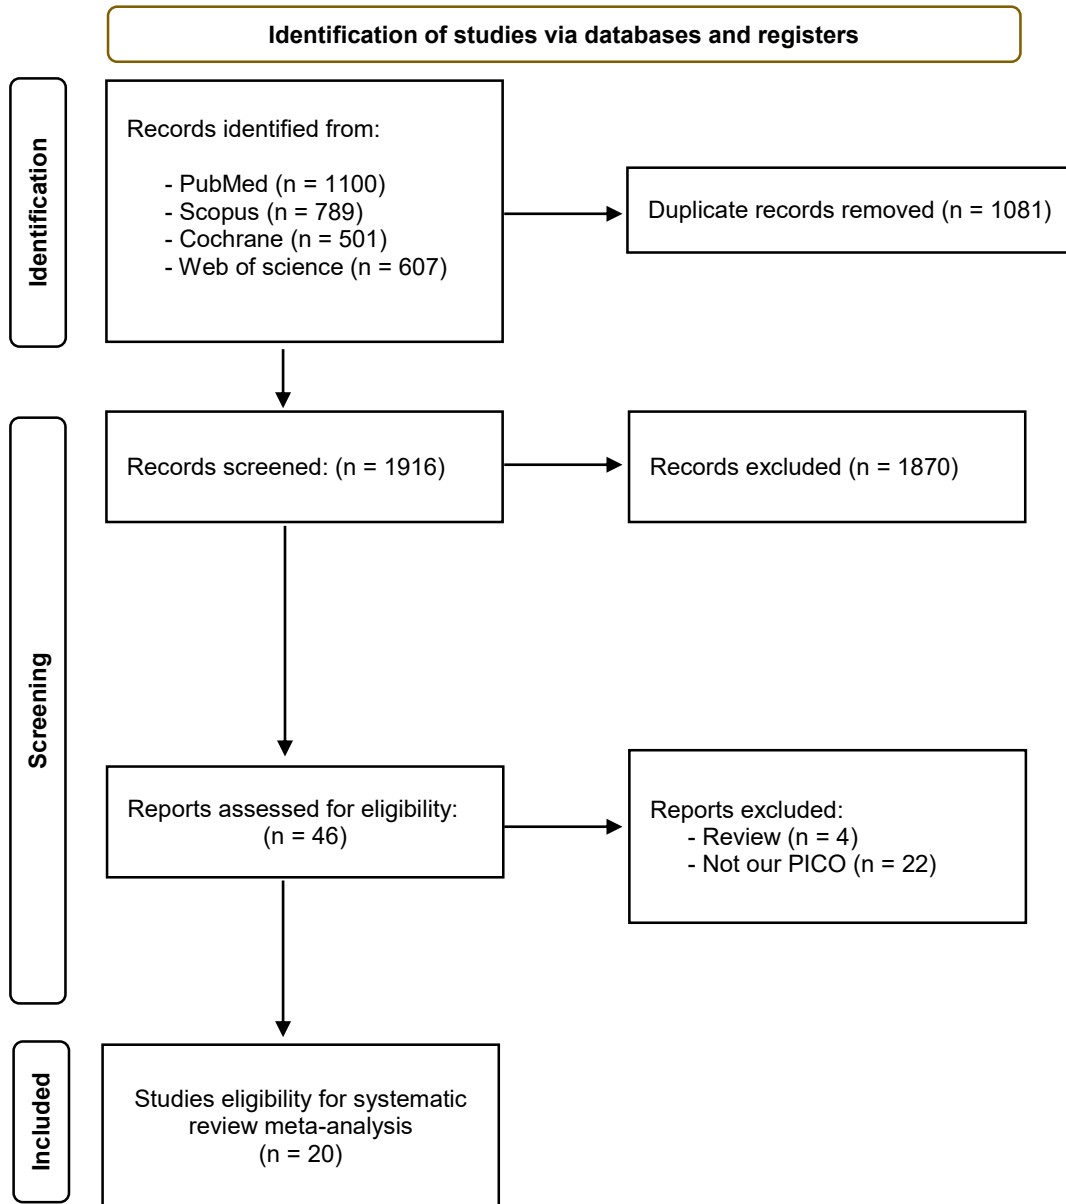 Identification of studies via databases and registers
Identification
Records identified from:
- PubMed (n = 1100)
- Scopus (n = 789)
- Cochrane (n = 501)
- Web of science (n = 607)
Duplicate records removed (n = 1081)
Screening
Records screened: (n = 1916)
Records excluded (n = 1870)
Reports assessed for eligibility:
(n = 46)
Reports excluded:
- Review (n = 4)
- Not our PICO (n = 22)
Included
Studies eligibility for systematic
review meta-analysis
(n = 20)